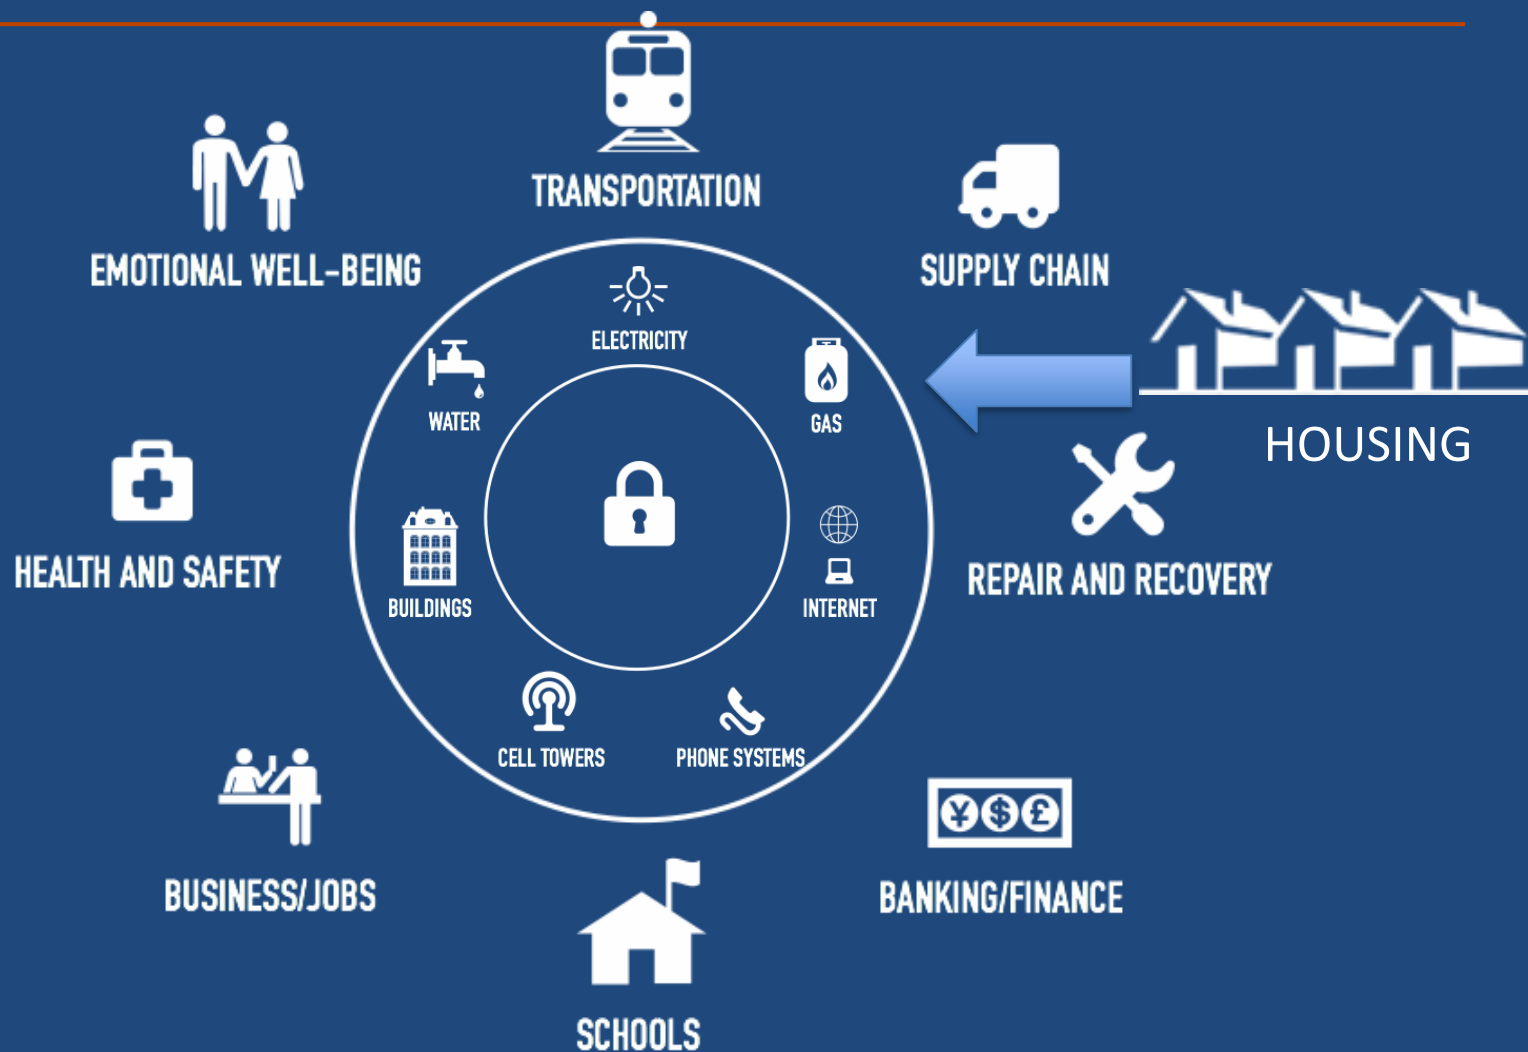 TRANSPORTATION
EMOTIONAL WELL-BEING
SUPPLY CHAIN
ELECTRICITY
WATER
GAS
HOUSING
HEALTH AND SAFETY
BUILDINGS
INTERNET
REPAIR AND RECOVERY
CELL TOWERS
PHONE SYSTEMS
¥ $ £
BUSINESS/JOBS
BANKING/FINANCE
SCHOOLS